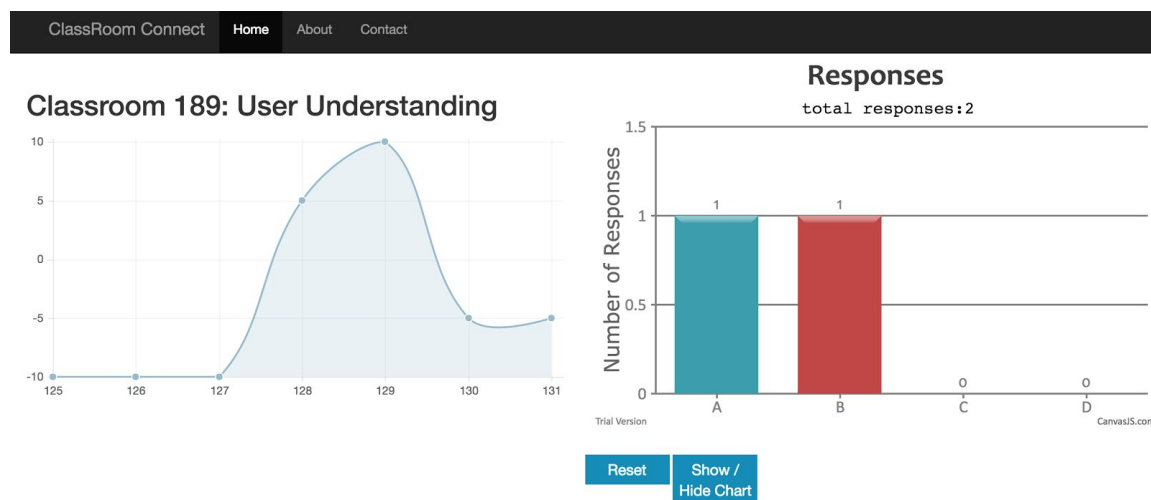 ClassRoom Connect Home About Contact
Classroom 189: User Understanding
10
5
0
-5
-10
125 126 127 128 129 130 131
Responses
total responses:2
Number of Responses
1.5
1
0.5
0
1 1 0 0
A B C D
Trial Version CanvasJS.com
Reset
Show /
Hide Chart